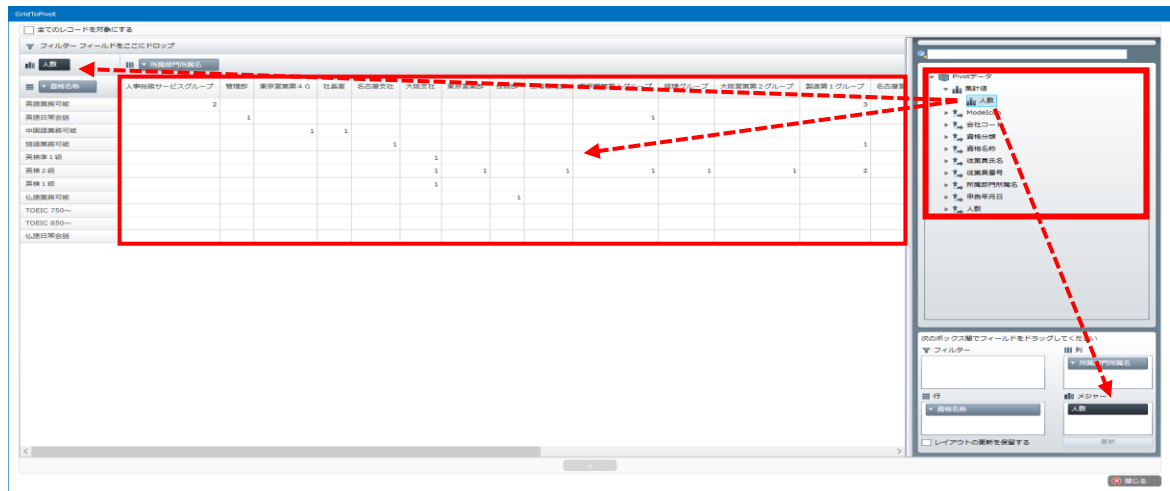 GridToPivot
全てのレコードを対象にする
フィルター フィールドをここにドロップ
人数
所属部門所属名
資格名称
人事総務サービスグループ 管理部 東京営業第4G 社長室 名古屋支社 大阪支社 東京営業部 技術部 経理グループ 大阪営業第2グループ 製造第1グループ 名古屋営
英語業務可能 2 3
英語日常会話 1 1
中国語業務可能 1 1
独語業務可能 1 1
英検準1級 1
英検2級 1 1 1 1 1 1 2
英検1級 1
仏語業務可能 1
TOEIC 750～
TOEIC 850～
仏語日常会話
Pivotデータ
集計値
人数
ModeIcon
会社コード
資格分類
資格名称
従業員氏名
従業員番号
所属部門所属名
申告年月日
人数
次のボックス間でフィールドをドラッグしてください
フィルター
列
所属部門所属名
行
メジャー
資格名称
人数
レイアウトの更新を保留する
更新
閉じる